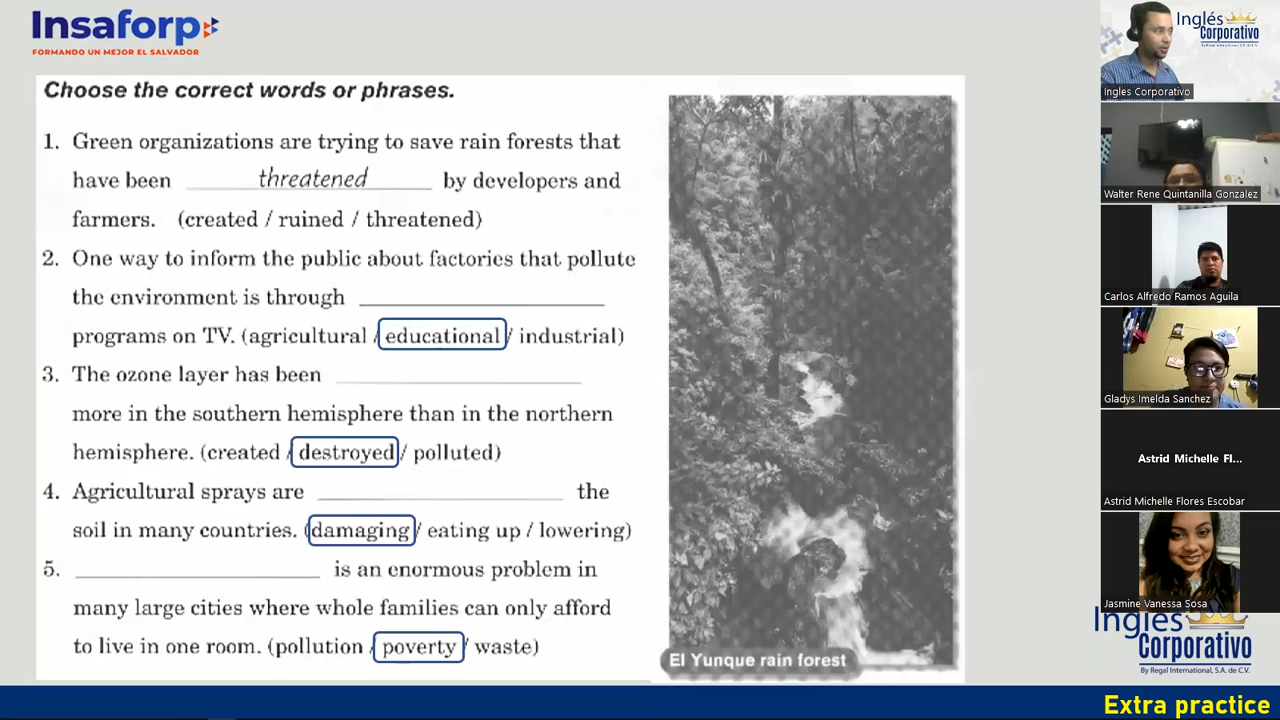 Insaforp
FORMANDO UN MEJOR EL SALVADOR
Choose the correct words or phrases.
1. Green organizations are trying to save rain forests that
have been threatened by developers and
farmers. (created / ruined / threatened)
2. One way to inform the public about factories that pollute
the environment is through
programs on TV. (agricultural / educational / industrial)
3. The ozone layer has been
more in the southern hemisphere than in the northern
hemisphere. (created / destroyed / polluted)
4. Agricultural sprays are the
soil in many countries. (damaging / eating up / lowering)
5. is an enormous problem in
many large cities where whole families can only afford
to live in one room. (pollution / poverty / waste)
El Yunque rain forest
Inglés
Corporativo
By Regal International, S.A. de C.V.
Ingles Corporativo
Walter Rene Quintanilla Gonzalez
Carlos Alfredo Ramos Aguila
Gladys Imelda Sanchez
Astrid Michelle Fl...
Astrid Michelle Flores Escobar
Jasmine Vanessa Sosa
Inglés
Corporativo
By Regal International, S.A. de C.V.
Extra practice